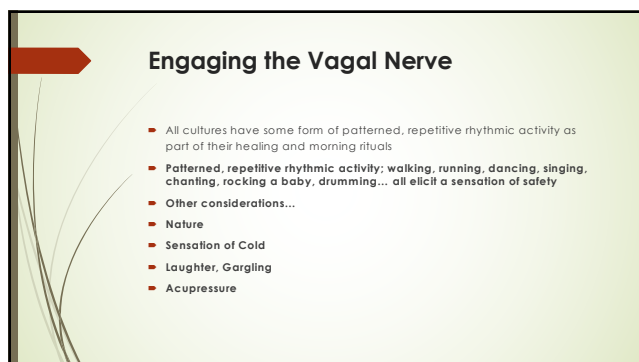 Engaging the Vagal Nerve
All cultures have some form of patterned, repetitive rhythmic activity as
part of their healing and morning rituals
Patterned, repetitive rhythmic activity; walking, running, dancing, singing,
chanting, rocking a baby, drumming... all elicit a sensation of safety
Other considerations...
Nature
Sensation of Cold
Laughter, Gargling
Acupressure